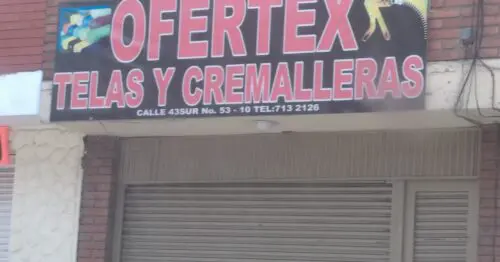 OFERTEX
TELAS Y CREMALLERAS
CALLE 43SUR No. 53 - 10 TEL:713 2126